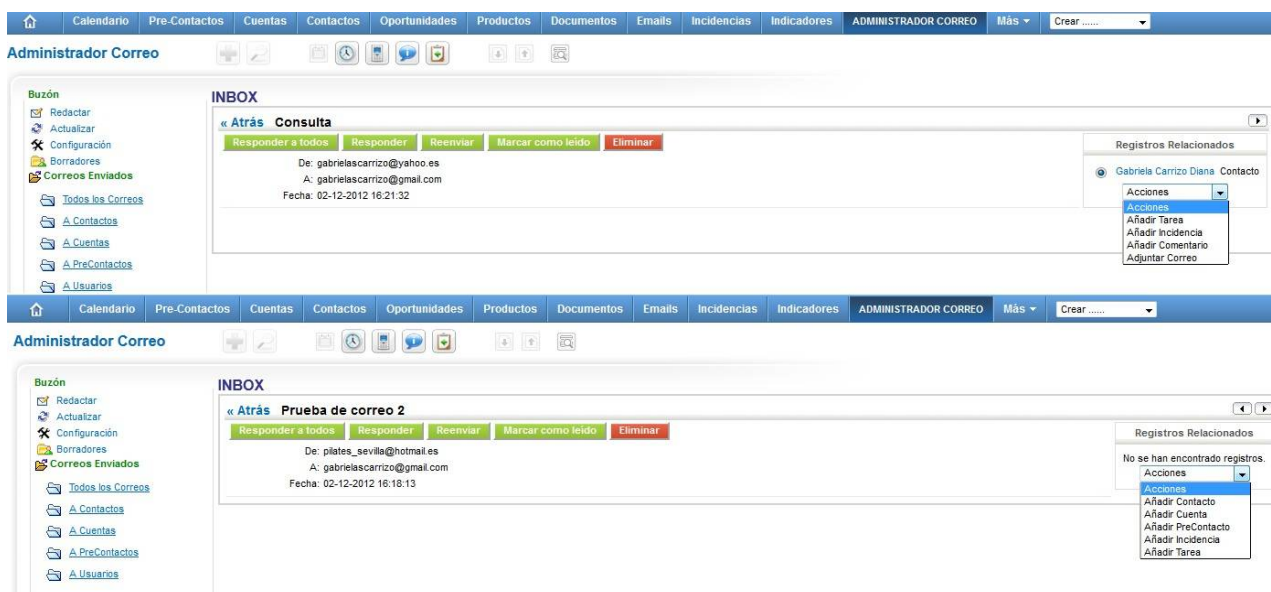 Calendario Pre-Contactos Cuentas Contactos Oportunidades Productos Documentos Emails Incidencias Indicadores ADMINISTRADOR CORREO Más Crear ......
Administrador Correo
Buzón
Redactar
Actualizar
Configuración
Borradores
Correos Enviados
Todos los Correos
A Contactos
A Cuentas
A PreContactos
A Usuarios
INBOX
« Atrás Consulta
Responder a todos Responder Reenviar Marcar como leído Eliminar
De: gabrielascarrizo@yahoo.es
A: gabrielascarrizo@gmail.com
Fecha: 02-12-2012 16:21:32
Registros Relacionados
Gabriela Carrizo Diana Contacto
Acciones
Acciones
Añadir Tarea
Añadir Incidencia
Añadir Comentario
Adjuntar Correo
Calendario Pre-Contactos Cuentas Contactos Oportunidades Productos Documentos Emails Incidencias Indicadores ADMINISTRADOR CORREO Más Crear ......
Administrador Correo
Buzón
Redactar
Actualizar
Configuración
Borradores
Correos Enviados
Todos los Correos
A Contactos
A Cuentas
A PreContactos
A Usuarios
INBOX
« Atrás Prueba de correo 2
Responder a todos Responder Reenviar Marcar como leído Eliminar
De: pilates_sevilla@hotmail.es
A: gabrielascarrizo@gmail.com
Fecha: 02-12-2012 16:18:13
Registros Relacionados
No se han encontrado registros.
Acciones
Acciones
Añadir Contacto
Añadir Cuenta
Añadir PreContacto
Añadir Incidencia
Añadir Tarea